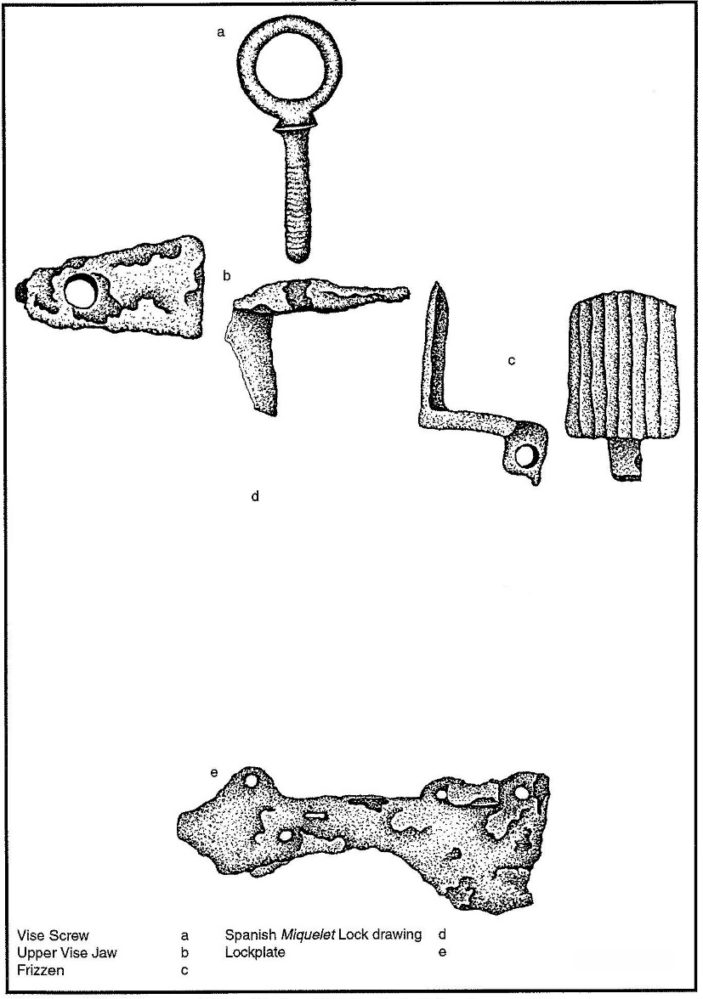 a
b
c
d
e
Vise Screw a Spanish Miquelet Lock drawing d
Upper Vise Jaw b Lockplate e
Frizzen c